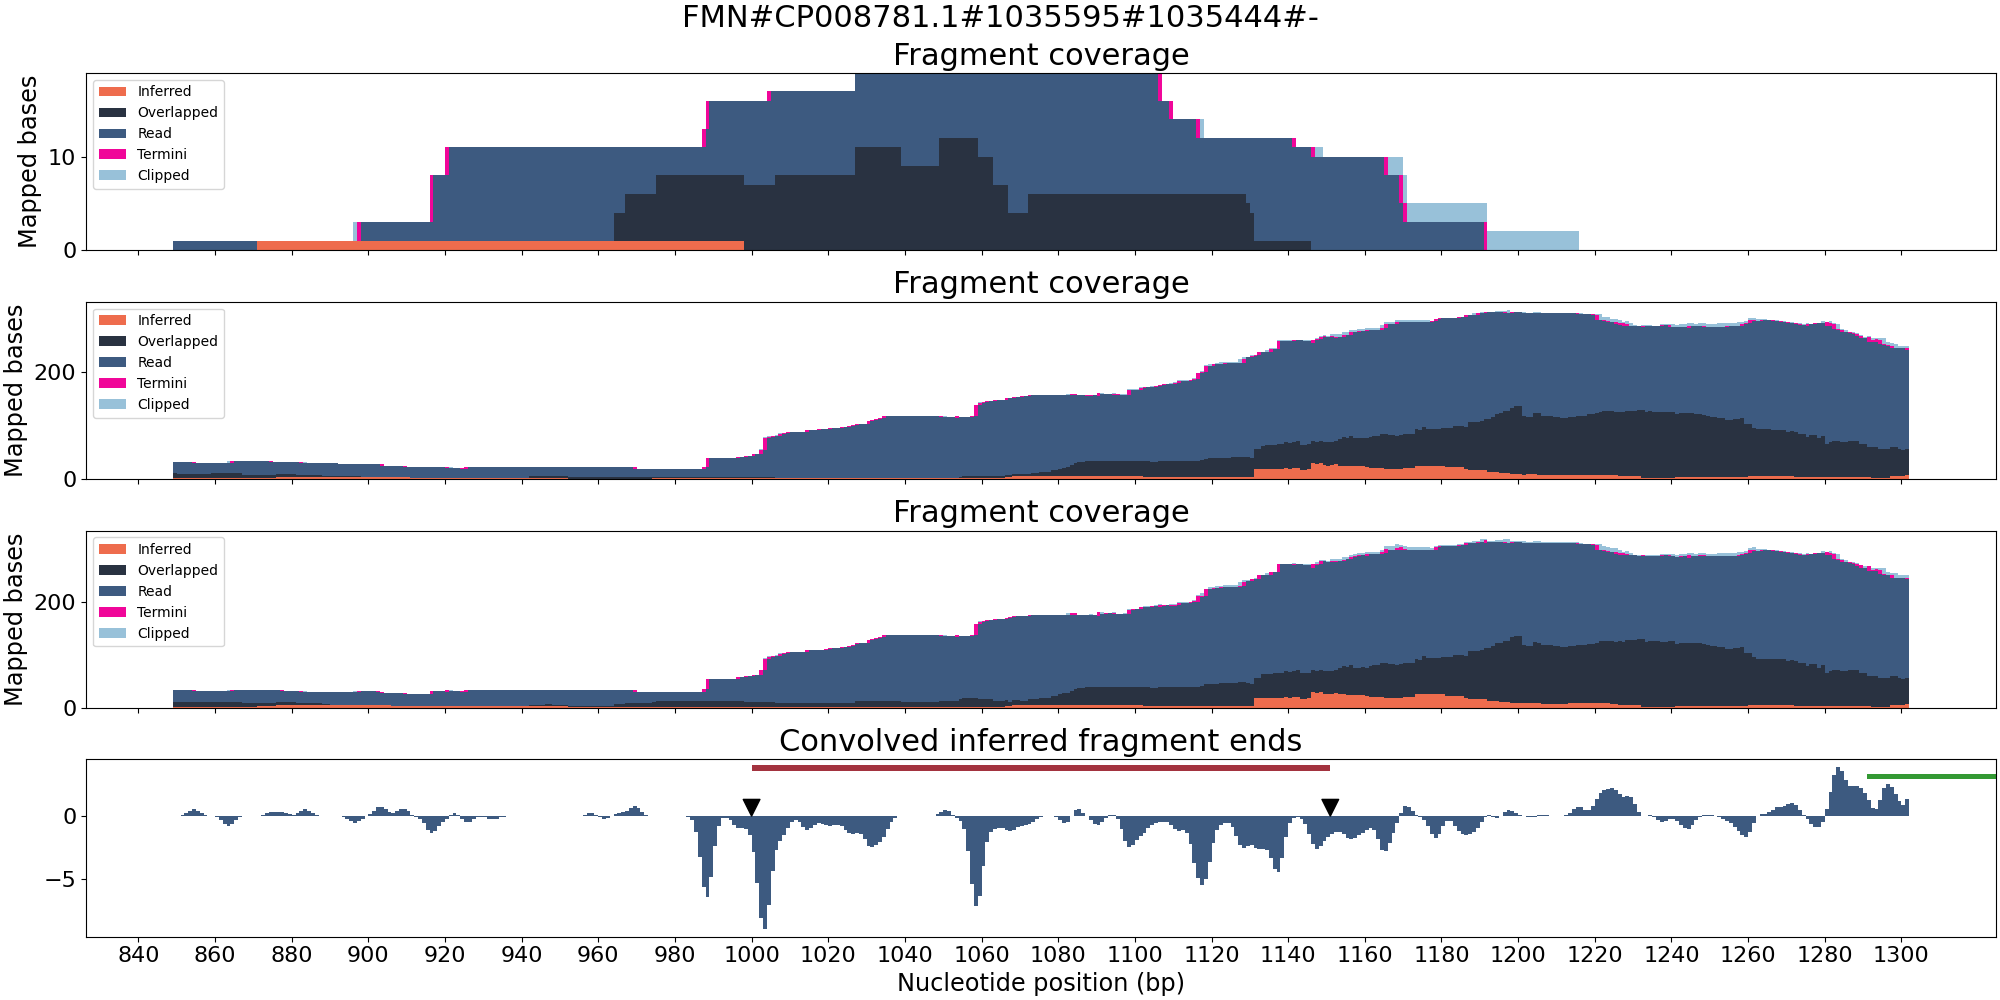 FMN#CP008781.1#1035595#1035444#-
Fragment coverage
Mapped bases
10
0
Inferred
Overlapped
Read
Termini
Clipped
Fragment coverage
Mapped bases
200
0
Inferred
Overlapped
Read
Termini
Clipped
Fragment coverage
Mapped bases
200
0
Inferred
Overlapped
Read
Termini
Clipped
Convolved inferred fragment ends
0
−5
840 860 880 900 920 940 960 980 1000 1020 1040 1060 1080 1100 1120 1140 1160 1180 1200 1220 1240 1260 1280 1300
Nucleotide position (bp)